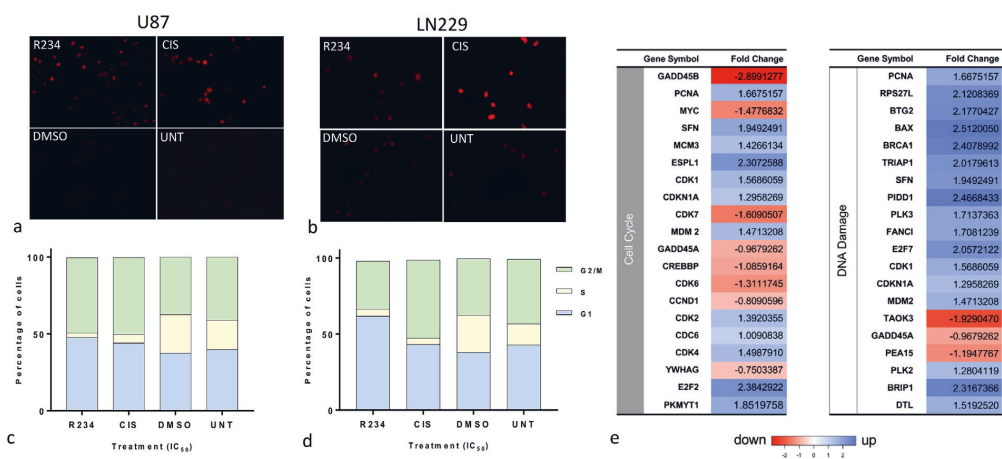 U87
LN229
R234
CIS
DMSO
UNT
a
R234
CIS
DMSO
UNT
b
100
50
0
Percentage of cells
R234
CIS
DMSO
UNT
Treatment (IC50)
c
100
50
0
Percentage of cells
R234
CIS
DMSO
UNT
Treatment (IC50)
d
G2/M
S
G1
Gene Symbol Fold Change
Cell Cycle
GADD45B -2.8991277
PCNA 1.6675157
MYC -1.4776832
SFN 1.9492491
MCM3 1.4266134
ESPL1 2.3072588
CDK1 1.5686059
CDKN1A 1.2958269
CDK7 -1.6090507
MDM 2 1.4713208
GADD45A -0.9679262
CREBBP -1.0859164
CDK6 -1.3111745
CCND1 -0.8090596
CDK2 1.3920355
CDC6 1.0090838
CDK4 1.4987910
YWHAG -0.7503387
E2F2 2.3842922
PKMYT1 1.8519758
Gene Symbol Fold Change
DNA Damage
PCNA 1.6675157
RPS27L 2.1208369
BTG2 2.1770427
BAX 2.5120050
BRCA1 2.4078992
TRIAP1 2.0179613
SFN 1.9492491
PIDD1 2.4668433
PLK3 1.7137363
FANCI 1.7081239
E2F7 2.0572122
CDK1 1.5686059
CDKN1A 1.2958269
MDM2 1.4713208
TAOK3 -1.9290470
GADD45A -0.9679262
PEA15 -1.1947767
PLK2 1.2804119
BRIP1 2.3167366
DTL 1.5192520
down up
-2 -1 0 1 2
e